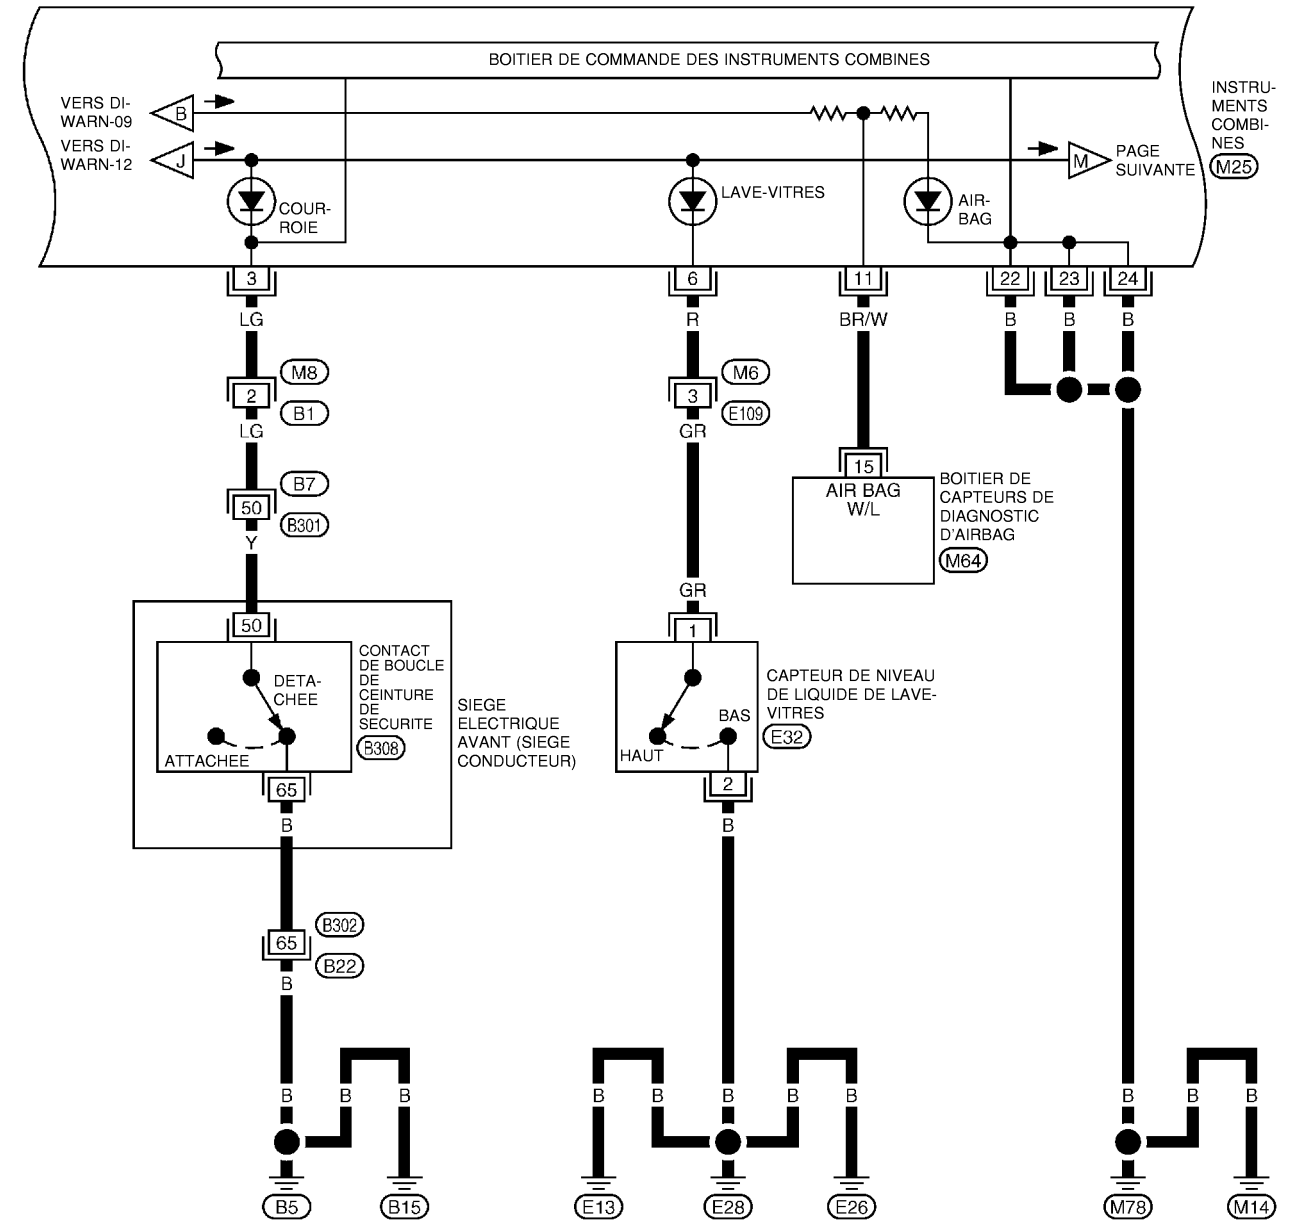 BOITIER DE COMMANDE DES INSTRUMENTS COMBINES
VERS DI-
WARN-09
B
VERS DI-
WARN-12
J
M
PAGE
SUIVANTE
INSTRU-
MENTS
COMBI-
NES
M25
COUR-
ROIE
LAVE-VITRES
AIR-
BAG
3
6
11
22
23
24
LG
R
BR/W
B
B
B
M8
2
B1
LG
M6
3
E109
GR
B7
50
B301
Y
15
AIR BAG
W/L
BOITIER DE
CAPTEURS DE
DIAGNOSTIC
D'AIRBAG
M64
GR
50
DETA-
CHEE
ATTACHEE
CONTACT
DE BOUCLE
DE
CEINTURE
DE
SECURITE
B308
65
B
SIEGE
ELECTRIQUE
AVANT (SIEGE
CONDUCTEUR)
1
BAS
HAUT
CAPTEUR DE NIVEAU
DE LIQUIDE DE LAVE-
VITRES
E32
2
B
B302
65
B22
B
B
B
B
B
B
B
B
B
B
B
B
B5
B15
E13
E28
E26
M78
M14